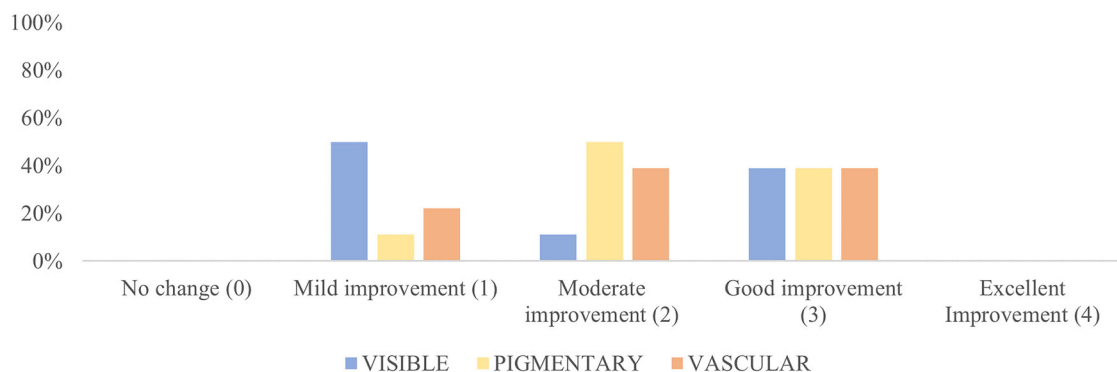 100%
80%
60%
40%
20%
0%
No change (0)
Mild improvement (1)
Moderate
improvement (2)
Good improvement
(3)
Excellent
Improvement (4)
VISIBLE
PIGMENTARY
VASCULAR